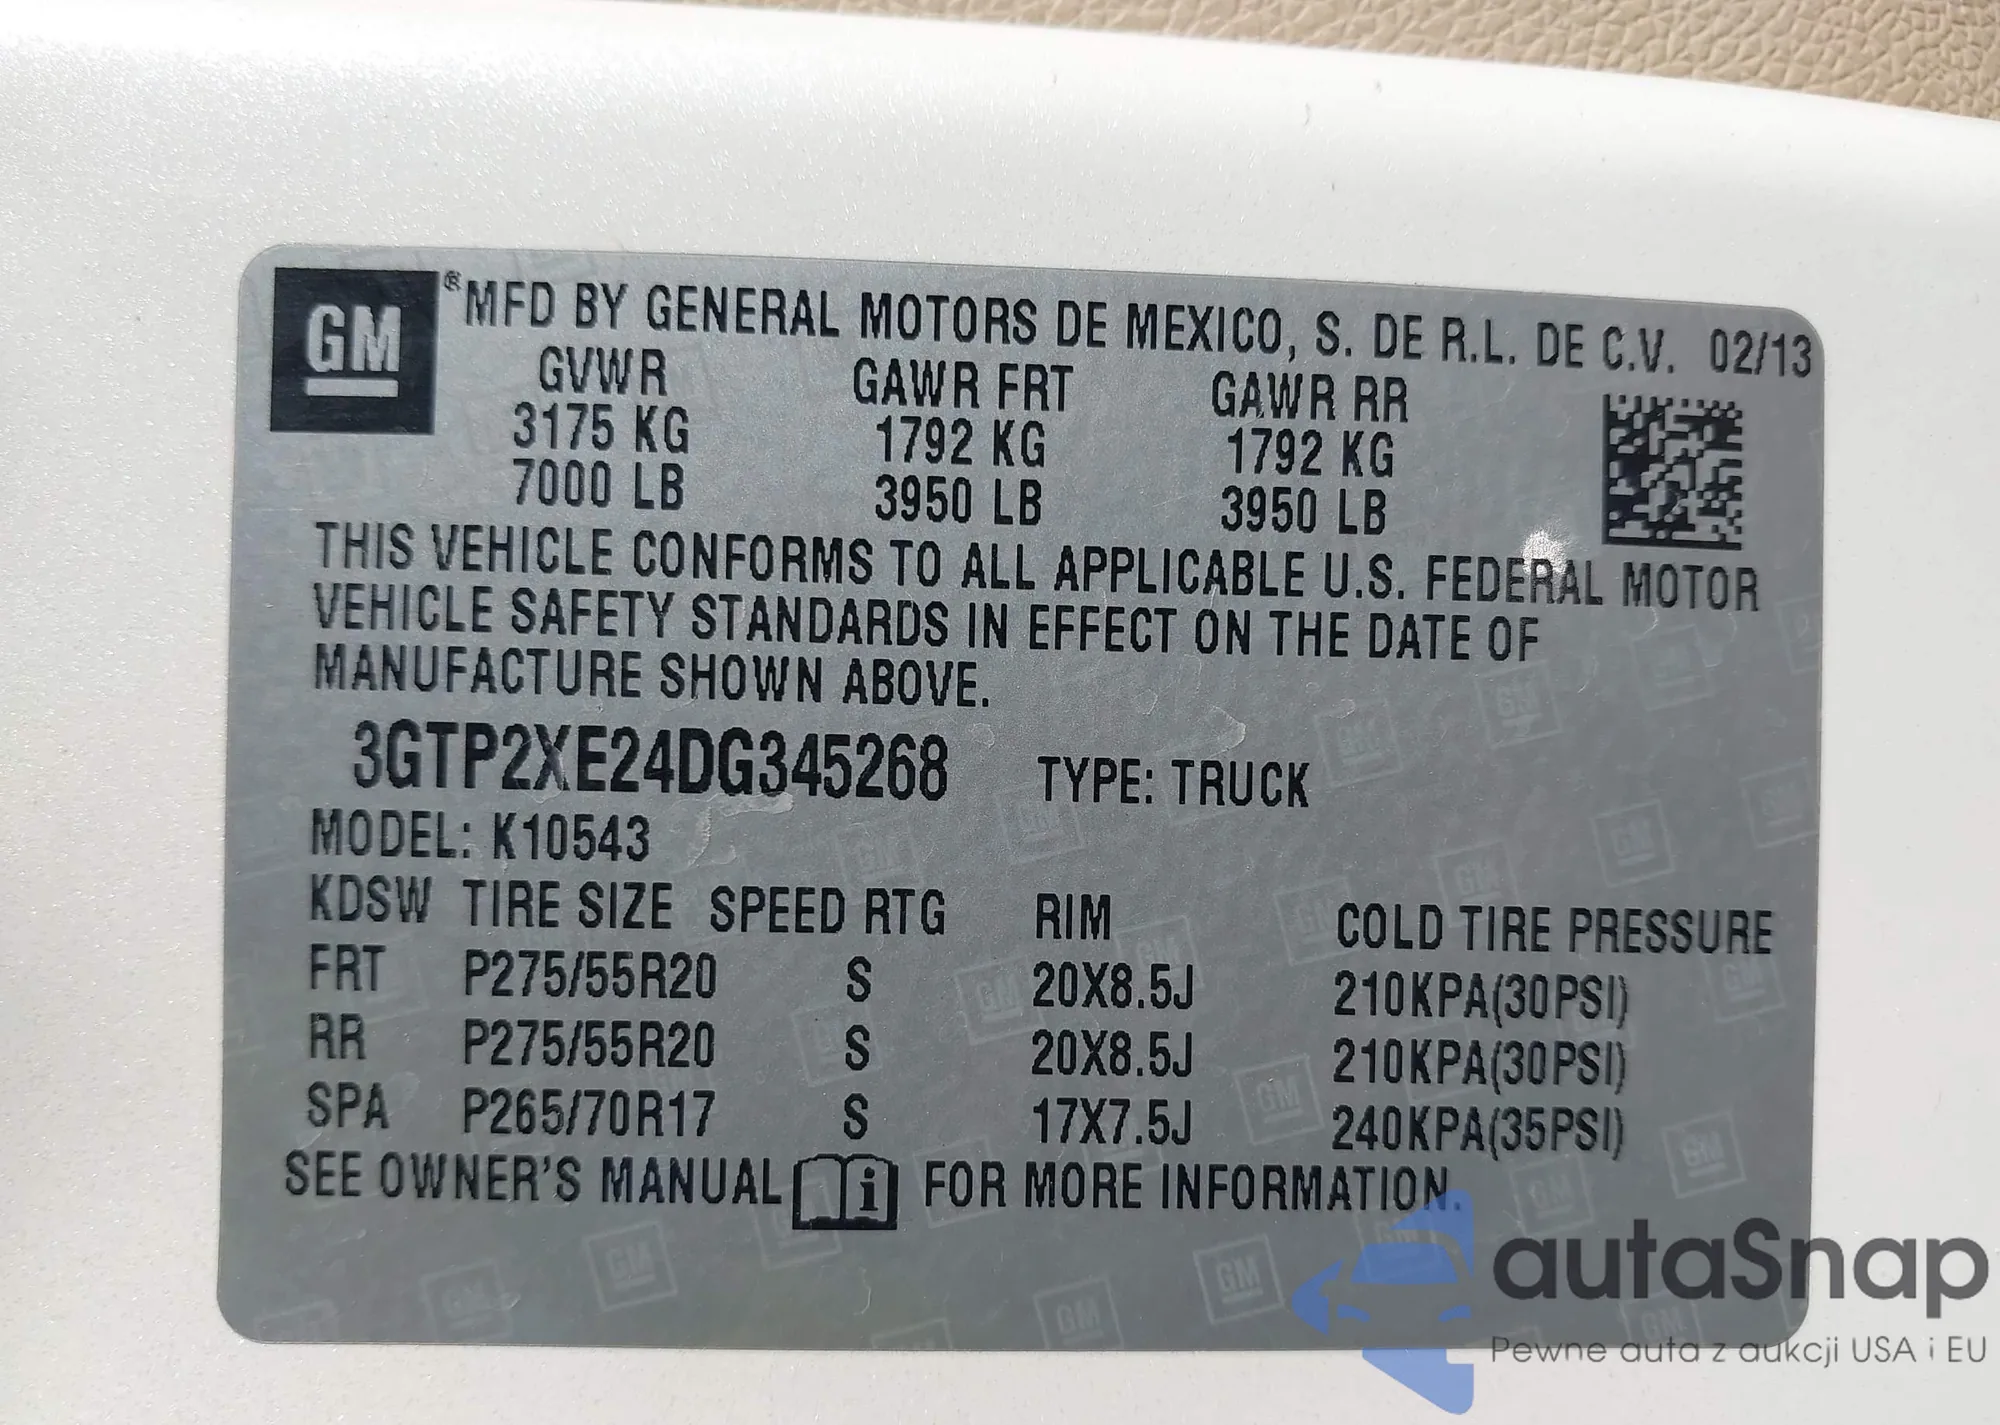 GM ®MFD BY GENERAL MOTORS DE MEXICO, S. DE R.L. DE C.V. 02/13
GVWR GAWR FRT GAWR RR
3175 KG 1792 KG 1792 KG
7000 LB 3950 LB 3950 LB
THIS VEHICLE CONFORMS TO ALL APPLICABLE U.S. FEDERAL MOTOR
VEHICLE SAFETY STANDARDS IN EFFECT ON THE DATE OF
MANUFACTURE SHOWN ABOVE.
3GTP2XE24DG345268 TYPE: TRUCK
MODEL: K10543
KDSW TIRE SIZE SPEED RTG RIM COLD TIRE PRESSURE
FRT P275/55R20 S 20X8.5J 210KPA(30PSI)
RR P275/55R20 S 20X8.5J 210KPA(30PSI)
SPA P265/70R17 S 17X7.5J 240KPA(35PSI)
SEE OWNER'S MANUAL i FOR MORE INFORMATION.
autaSnap
Pewne auta z aukcji USA i EU